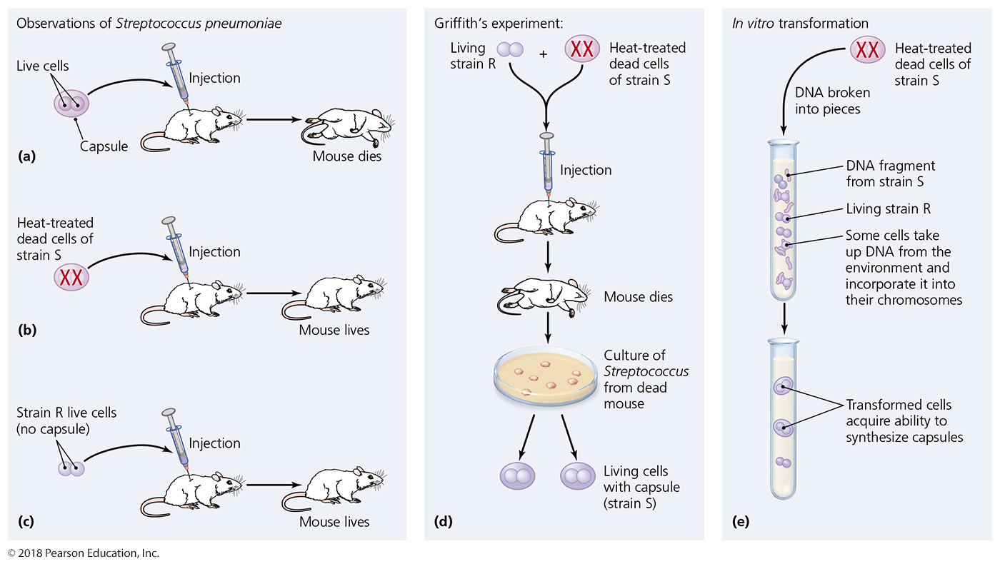 Observations of Streptococcus pneumoniae
Live cells
Injection
Capsule
Mouse dies
(a)
Heat-treated
dead cells of
strain S
XX
Injection
Mouse lives
(b)
Strain R live cells
(no capsule)
Injection
Mouse lives
(c)
Griffith's experiment:
Living
strain R
+
XX
Heat-treated
dead cells
of strain S
Injection
Mouse dies
Culture of
Streptococcus
from dead
mouse
Living cells
with capsule
(strain S)
(d)
In vitro transformation
XX
Heat-treated
dead cells of
strain S
DNA broken
into pieces
DNA fragment
from strain S
Living strain R
Some cells take
up DNA from the
environment and
incorporate it into
their chromosomes
Transformed cells
acquire ability to
synthesize capsules
(e)
© 2018 Pearson Education, Inc.